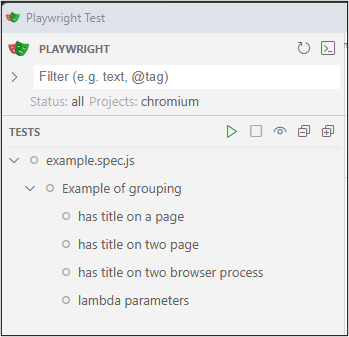 Playwright Test
PLAYWRIGHT
Filter (e.g. text, @tag)
Status: all Projects: chromium
TESTS
example.spec.js
Example of grouping
has title on a page
has title on two page
has title on two browser process
lambda parameters